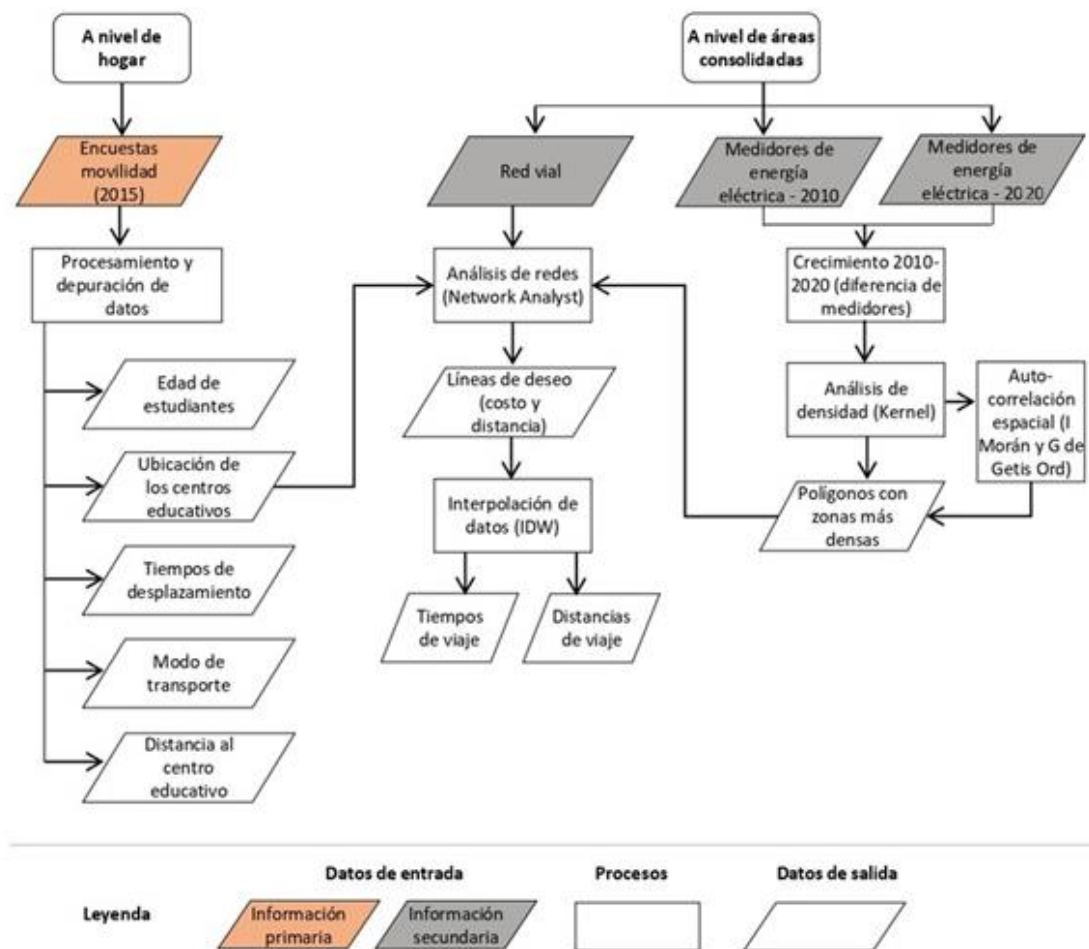 A nivel de
hogar
A nivel de áreas
consolidadas
Encuestas
movilidad
(2015)
Red vial
Medidores de
energía
eléctrica - 2010
Medidores de
energía
eléctrica - 2020
Procesamiento y
depuración de
datos
Análisis de redes
(Network Analyst)
Crecimiento 2010-
2020 (diferencia de
medidores)
Edad de
estudiantes
Líneas de deseo
(costo y
distancia)
Análisis de
densidad (Kernel)
Auto-
correlación
espacial (I
Morán y G de
Getis Ord)
Ubicación de
los centros
educativos
Interpolación de
datos (IDW)
Polígonos con
zonas más
densas
Tiempos de
desplazamiento
Tiempos
de viaje
Distancias
de viaje
Modo de
transporte
Distancia al
centro
educativo
Datos de entrada
Procesos
Datos de salida
Leyenda
Información
primaria
Información
secundaria